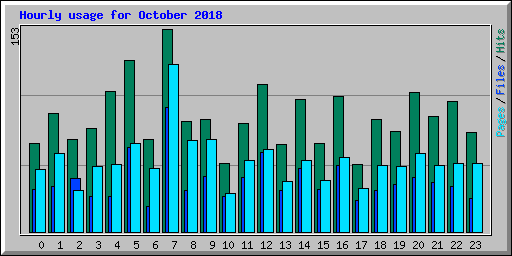 Hourly usage for October 2018
153
Pages/Files/Hits
0 1 2 3 4 5 6 7 8 9 10 11 12 13 14 15 16 17 18 19 20 21 22 23